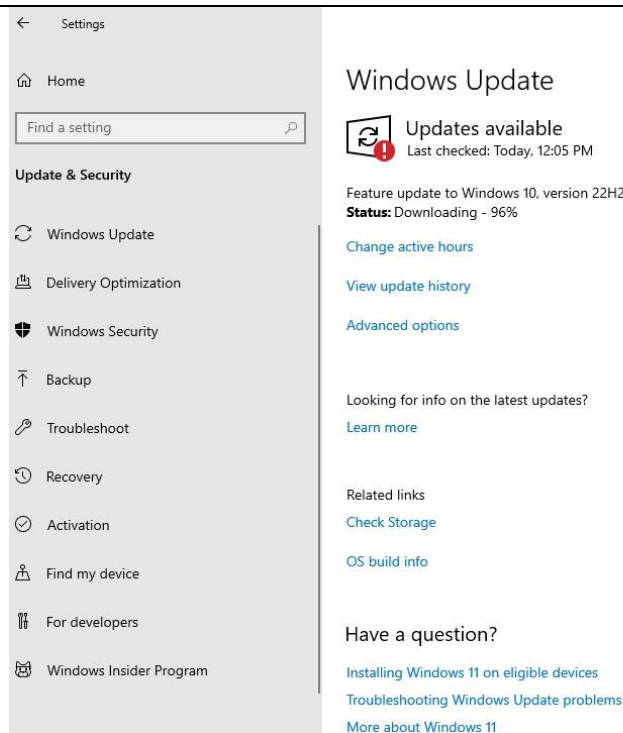 Settings
Home
Find a setting
Update & Security
Windows Update
Delivery Optimization
Windows Security
Backup
Troubleshoot
Recovery
Activation
Find my device
For developers
Windows Insider Program
Windows Update
Updates available
Last checked: Today, 12:05 PM
Feature update to Windows 10, version 22H2
Status: Downloading - 96%
Change active hours
View update history
Advanced options
Looking for info on the latest updates?
Learn more
Related links
Check Storage
OS build info
Have a question?
Installing Windows 11 on eligible devices
Troubleshooting Windows Update problems
More about Windows 11